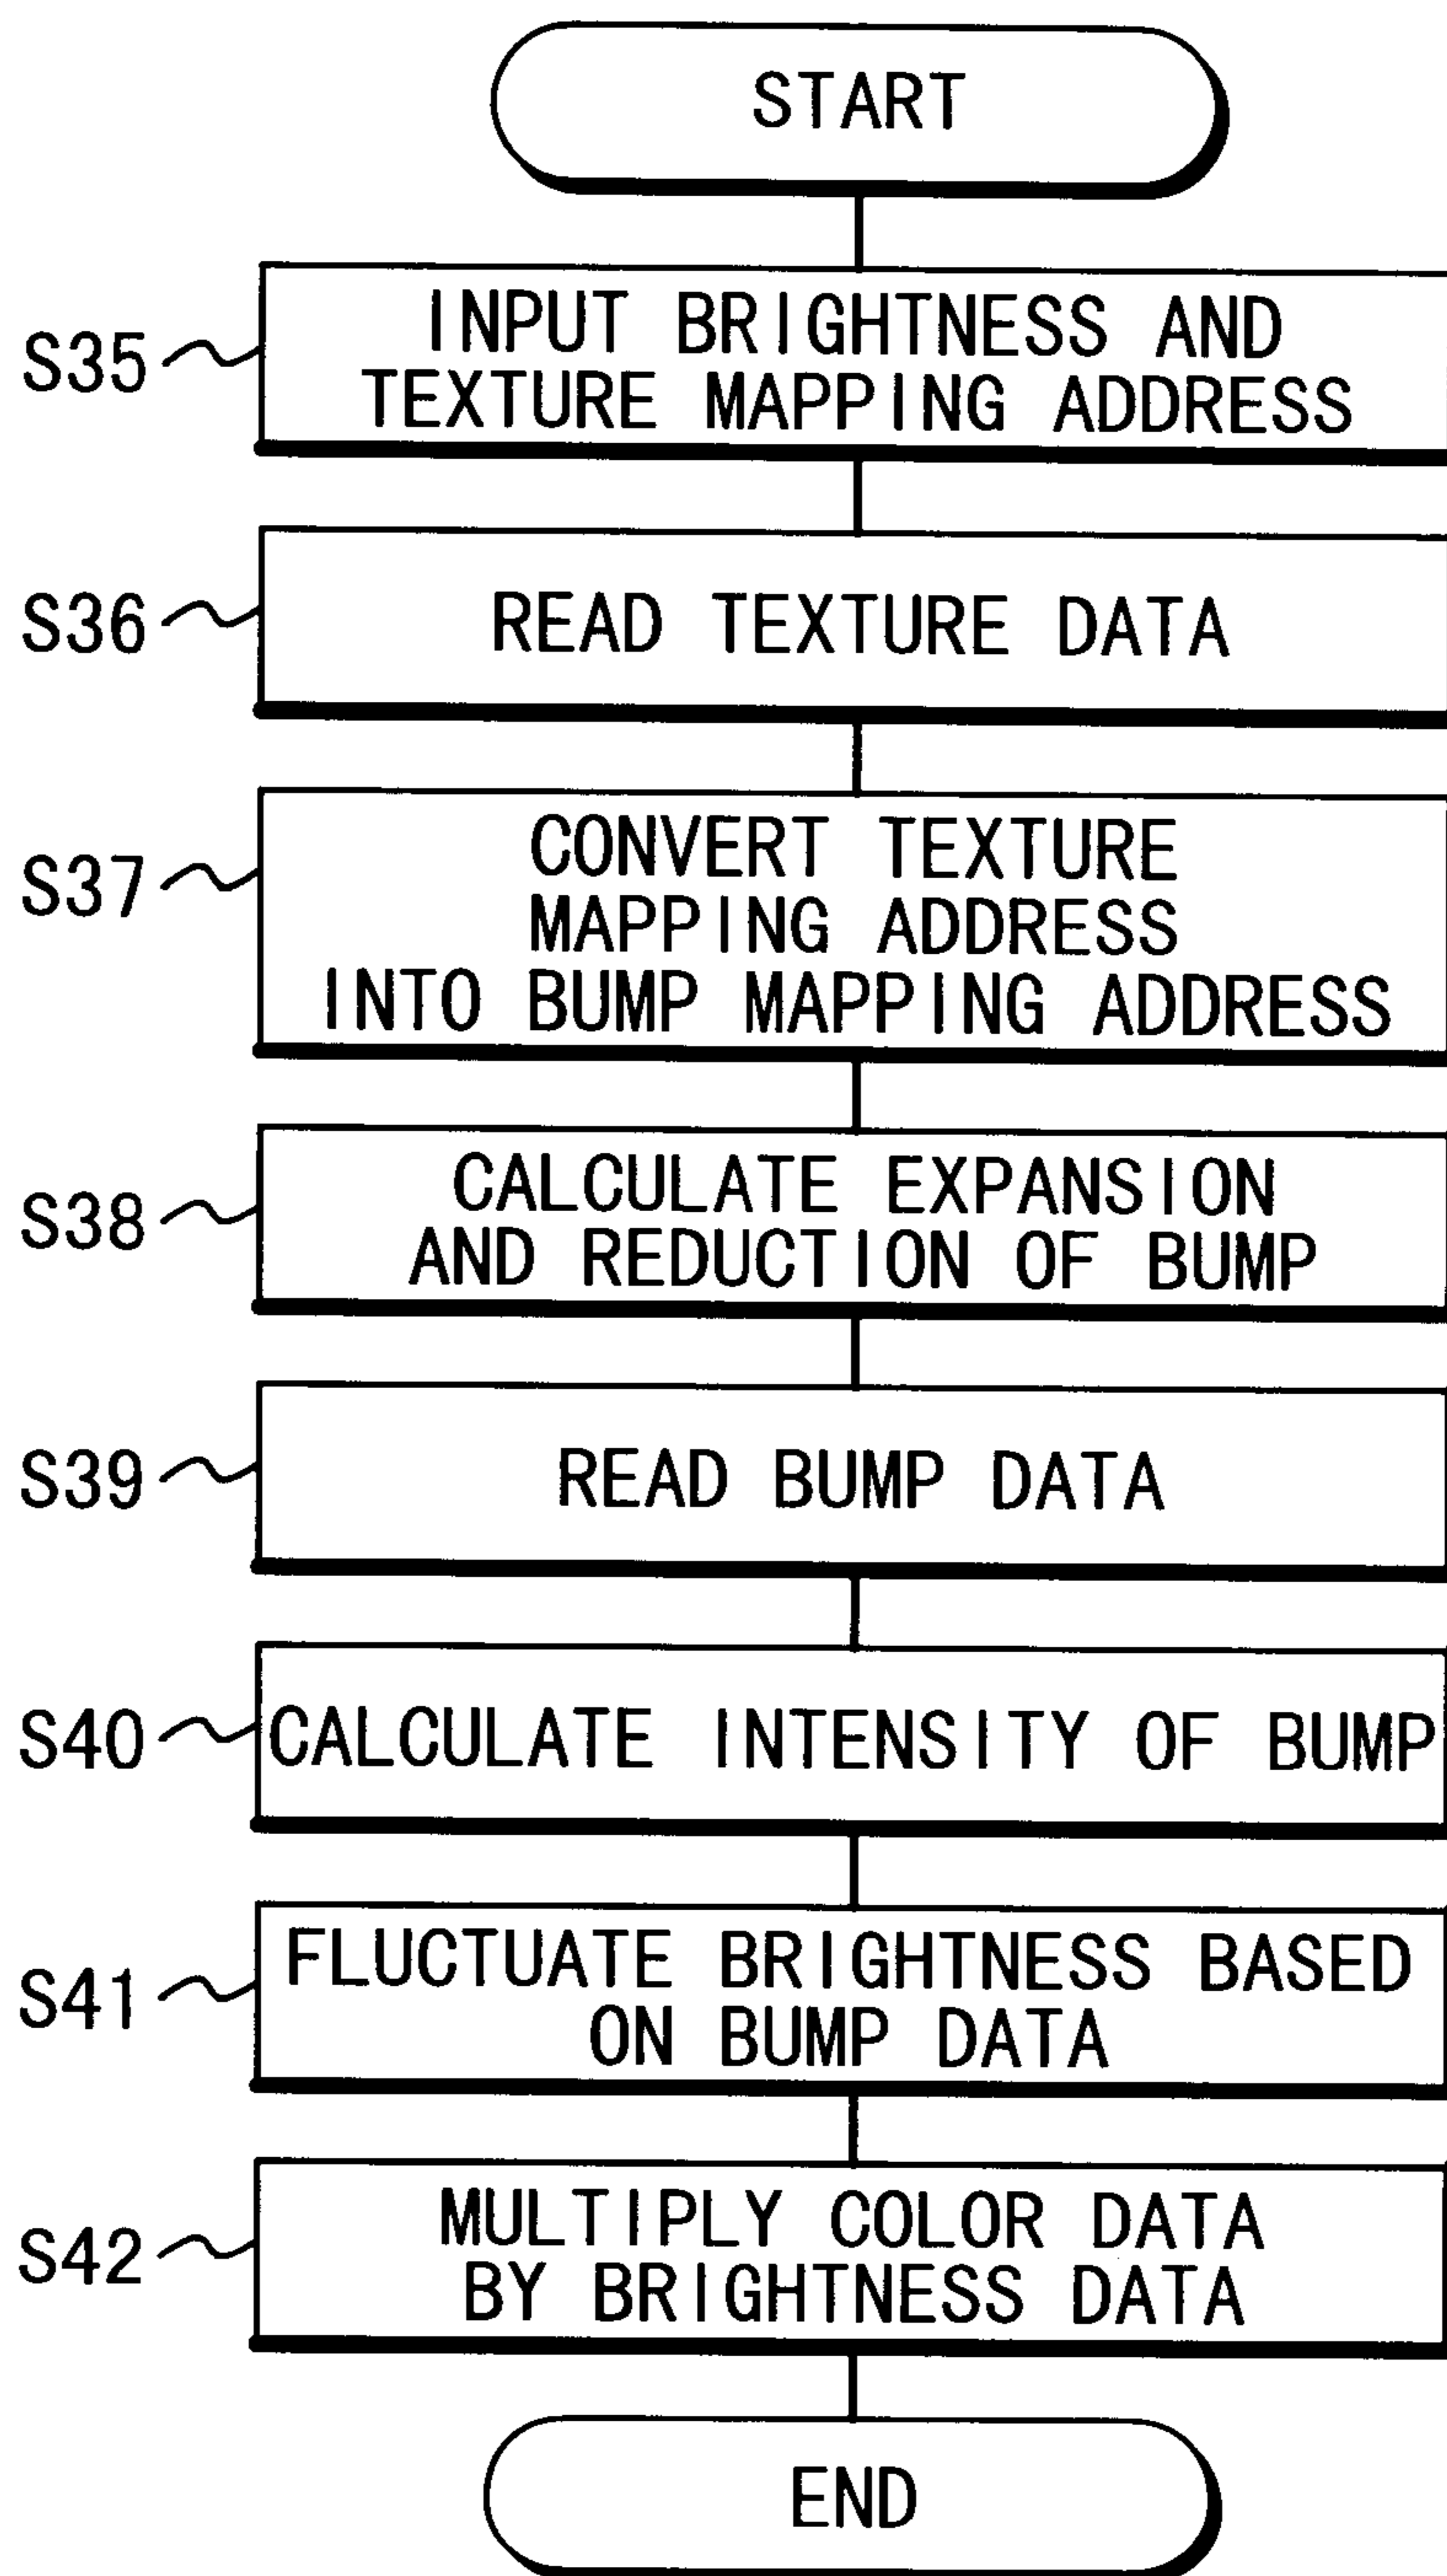 START
S35
INPUT BRIGHTNESS AND
TEXTURE MAPPING ADDRESS
S36
READ TEXTURE DATA
S37
CONVERT TEXTURE
MAPPING ADDRESS
INTO BUMP MAPPING ADDRESS
S38
CALCULATE EXPANSION
AND REDUCTION OF BUMP
S39
READ BUMP DATA
S40
CALCULATE INTENSITY OF BUMP
S41
FLUCTUATE BRIGHTNESS BASED
ON BUMP DATA
S42
MULTIPLY COLOR DATA
BY BRIGHTNESS DATA
END